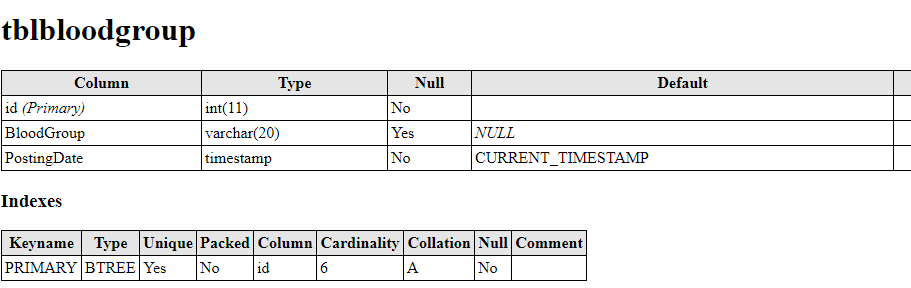 tblbloodgroup
Column Type Null Default
id (Primary) int(11) No
BloodGroup varchar(20) Yes NULL
PostingDate timestamp No CURRENT_TIMESTAMP
Indexes
Keyname Type Unique Packed Column Cardinality Collation Null Comment
PRIMARY BTREE Yes No id 6 A No